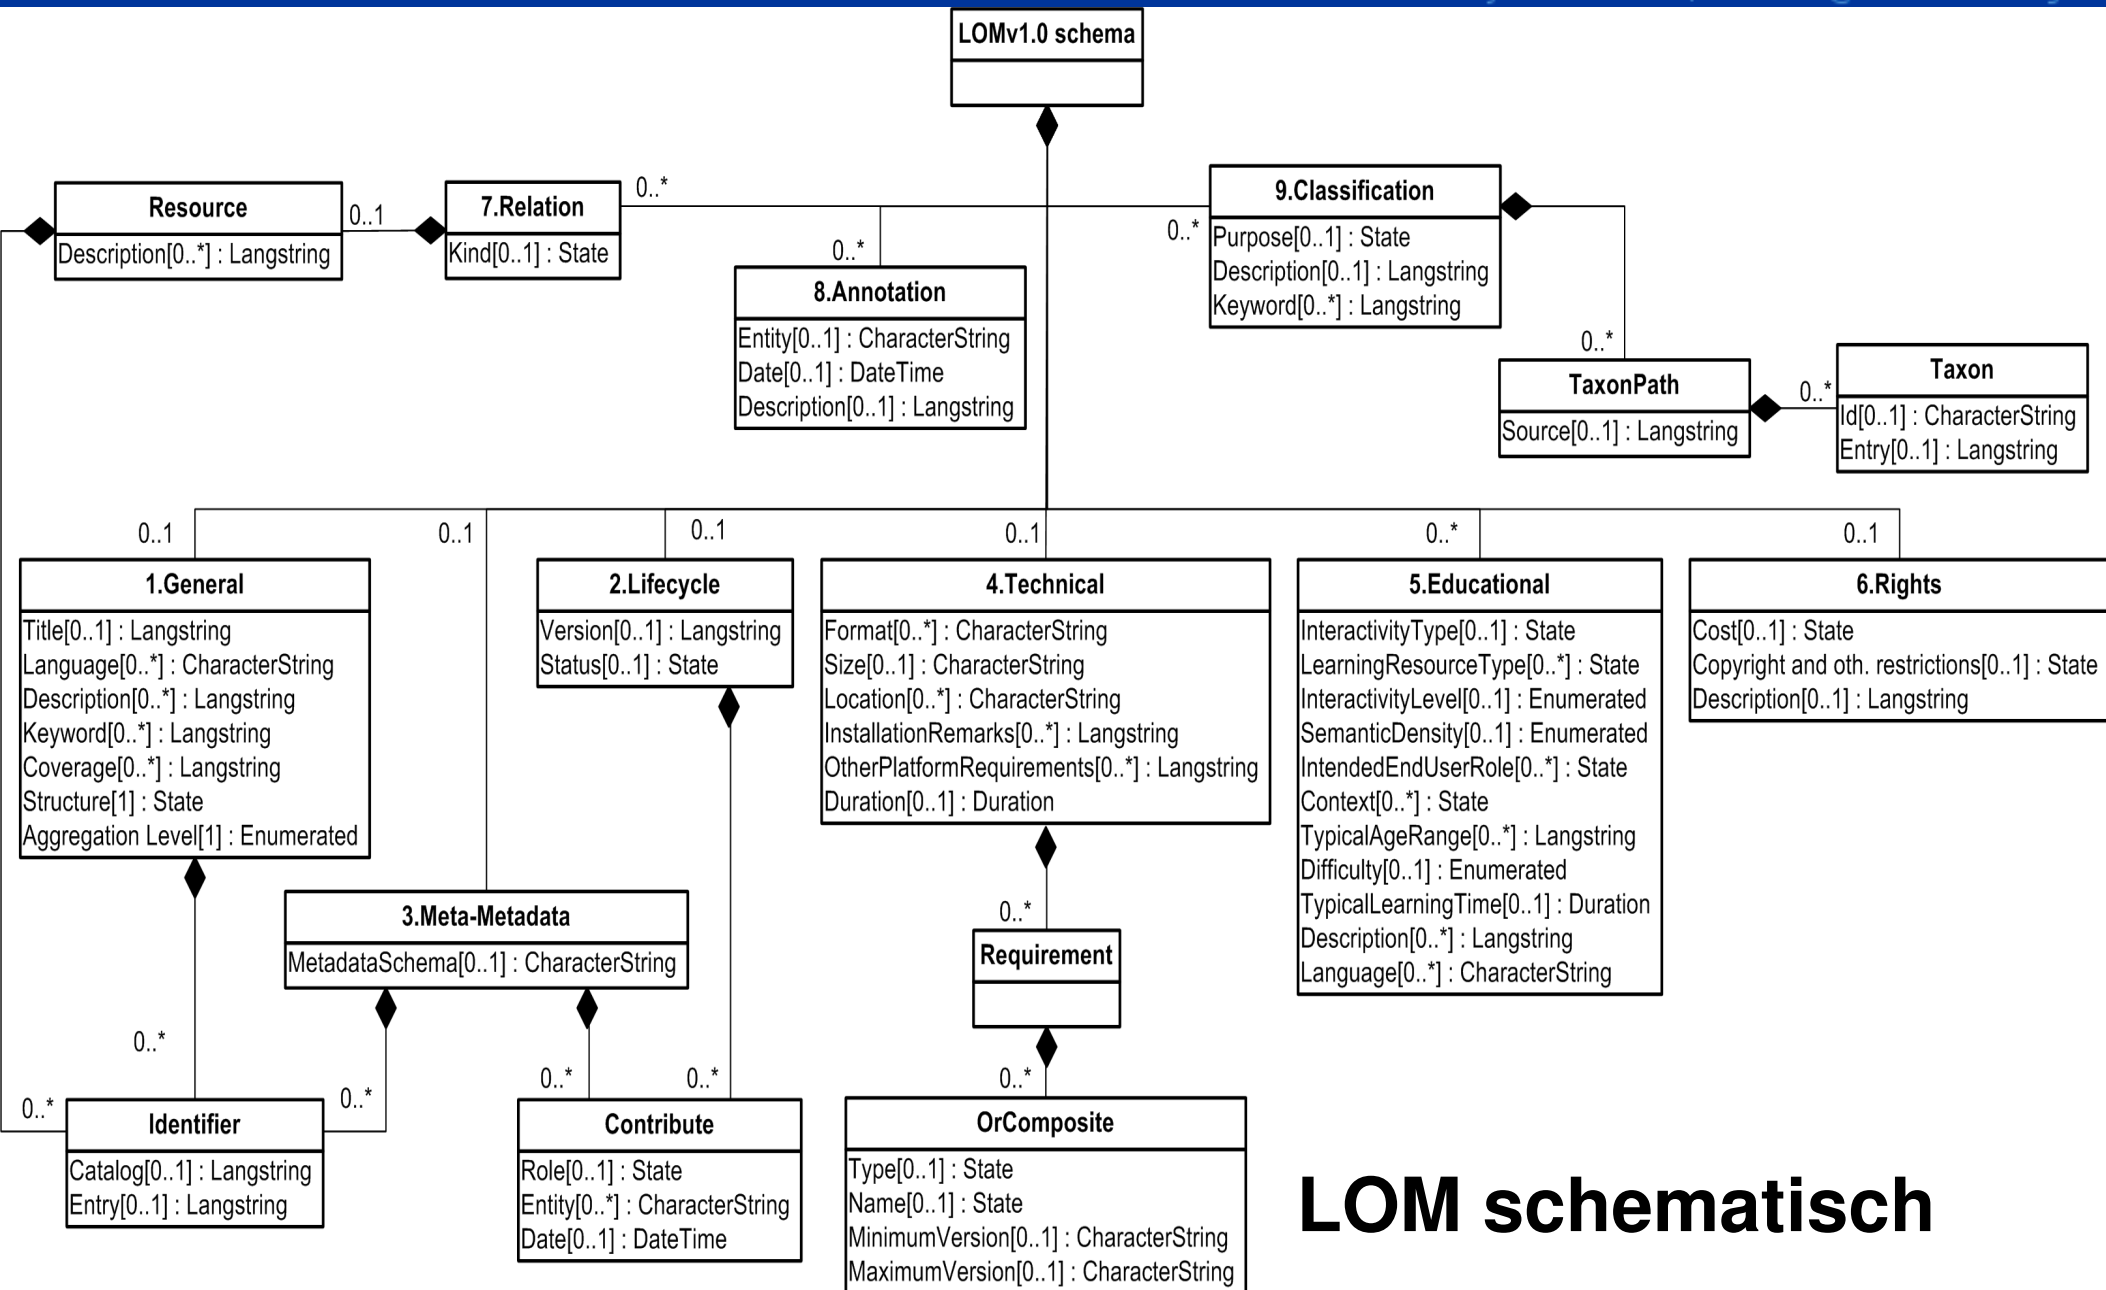 LOMv1.0 schema
Resource
Description[0..*] : Langstring
0..1
7.Relation
Kind[0..1] : State
0..*
0..*
8.Annotation
Entity[0..1] : CharacterString
Date[0..1] : DateTime
Description[0..1] : Langstring
0..*
9.Classification
Purpose[0..1] : State
Description[0..1] : Langstring
Keyword[0..*] : Langstring
0..*
TaxonPath
Source[0..1] : Langstring
0..*
Taxon
Id[0..1] : CharacterString
Entry[0..1] : Langstring
0..1
0..1
0..1
0..1
0..*
0..1
1.General
Title[0..1] : Langstring
Language[0..*] : CharacterString
Description[0..*] : Langstring
Keyword[0..*] : Langstring
Coverage[0..*] : Langstring
Structure[1] : State
Aggregation Level[1] : Enumerated
2.Lifecycle
Version[0..1] : Langstring
Status[0..1] : State
4.Technical
Format[0..*] : CharacterString
Size[0..1] : CharacterString
Location[0..*] : CharacterString
InstallationRemarks[0..*] : Langstring
OtherPlatformRequirements[0..*] : Langstring
Duration[0..1] : Duration
5.Educational
InteractivityType[0..1] : State
LearningResourceType[0..*] : State
InteractivityLevel[0..1] : Enumerated
SemanticDensity[0..1] : Enumerated
IntendedEndUserRole[0..*] : State
Context[0..*] : State
TypicalAgeRange[0..*] : Langstring
Difficulty[0..1] : Enumerated
TypicalLearningTime[0..1] : Duration
Description[0..*] : Langstring
Language[0..*] : CharacterString
6.Rights
Cost[0..1] : State
Copyright and oth. restrictions[0..1] : State
Description[0..1] : Langstring
3.Meta-Metadata
MetadataSchema[0..1] : CharacterString
0..*
Requirement
0..*
0..*
0..*
0..*
0..*
0..*
Identifier
Catalog[0..1] : Langstring
Entry[0..1] : Langstring
Contribute
Role[0..1] : State
Entity[0..*] : CharacterString
Date[0..1] : DateTime
OrComposite
Type[0..1] : State
Name[0..1] : State
MinimumVersion[0..1] : CharacterString
MaximumVersion[0..1] : CharacterString
LOM schematisch